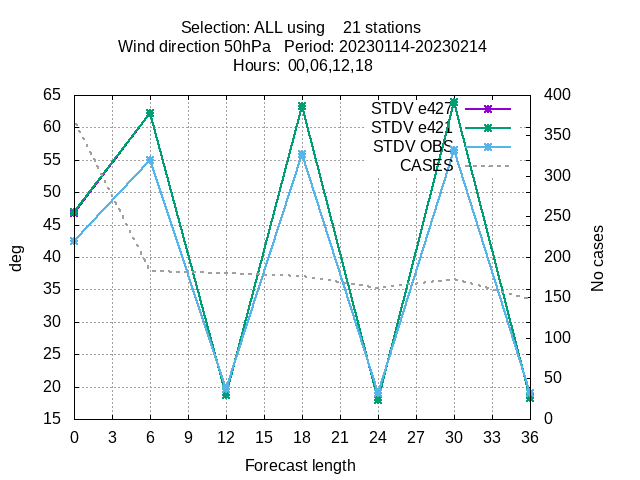 Selection: ALL using 21 stations
Wind direction 50hPa Period: 20230114-20230214
Hours: 00,06,12,18
STDV e427
STDV e421
STDV OBS
CASES
65
60
55
50
45
40
35
30
25
20
15
400
350
300
250
200
150
100
50
0
deg
No cases
0 3 6 9 12 15 18 21 24 27 30 33 36
Forecast length